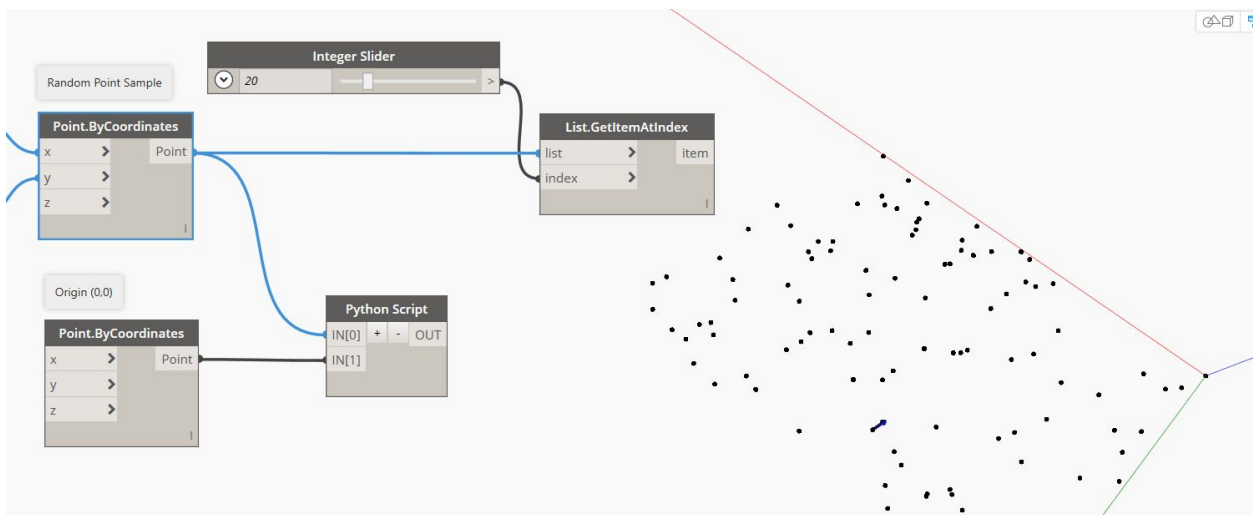 Integer Slider
20
>
Random Point Sample
Point.ByCoordinates
x > Point
y >
z >
l
List.GetItemAtIndex
list > item
index >
l
Origin (0,0)
Point.ByCoordinates
x > Point
y >
z >
l
Python Script
IN[0] + - OUT
IN[1]